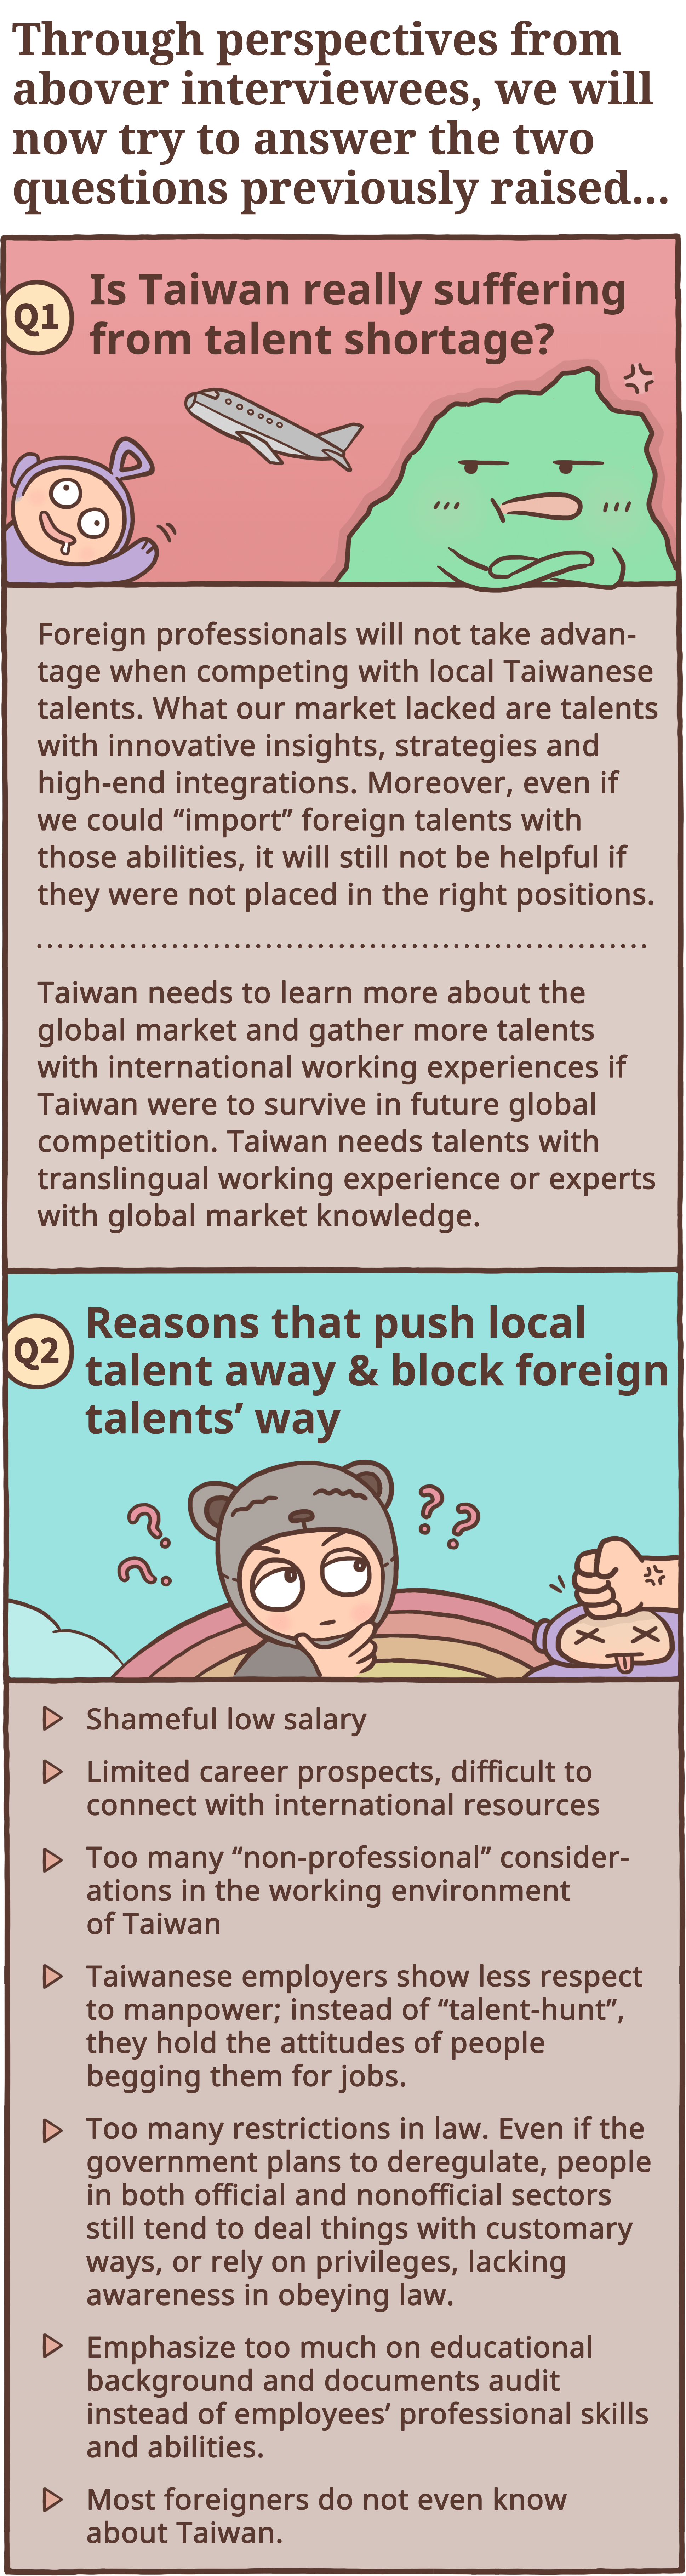 Through perspectives from
abover interviewees, we will
now try to answer the two
questions previously raised...
Q1
Is Taiwan really suffering
from talent shortage?
Foreign professionals will not take advan-
tage when competing with local Taiwanese
talents. What our market lacked are talents
with innovative insights, strategies and
high-end integrations. Moreover, even if
we could “import” foreign talents with
those abilities, it will still not be helpful if
they were not placed in the right positions.
Taiwan needs to learn more about the
global market and gather more talents
with international working experiences if
Taiwan were to survive in future global
competition. Taiwan needs talents with
translingual working experience or experts
with global market knowledge.
Q2
Reasons that push local
talent away & block foreign
talents’ way
? ? ? ?
Shameful low salary
Limited career prospects, difficult to
connect with international resources
Too many “non-professional” consider-
ations in the working environment
of Taiwan
Taiwanese employers show less respect
to manpower; instead of “talent-hunt”,
they hold the attitudes of people
begging them for jobs.
Too many restrictions in law. Even if the
government plans to deregulate, people
in both official and nonofficial sectors
still tend to deal things with customary
ways, or rely on privileges, lacking
awareness in obeying law.
Emphasize too much on educational
background and documents audit
instead of employees’ professional skills
and abilities.
Most foreigners do not even know
about Taiwan.